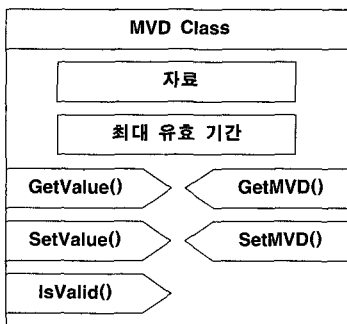 MVD Class
자료
최대 유효 기간
GetValue()
GetMVD()
SetValue()
SetMVD()
IsValid()